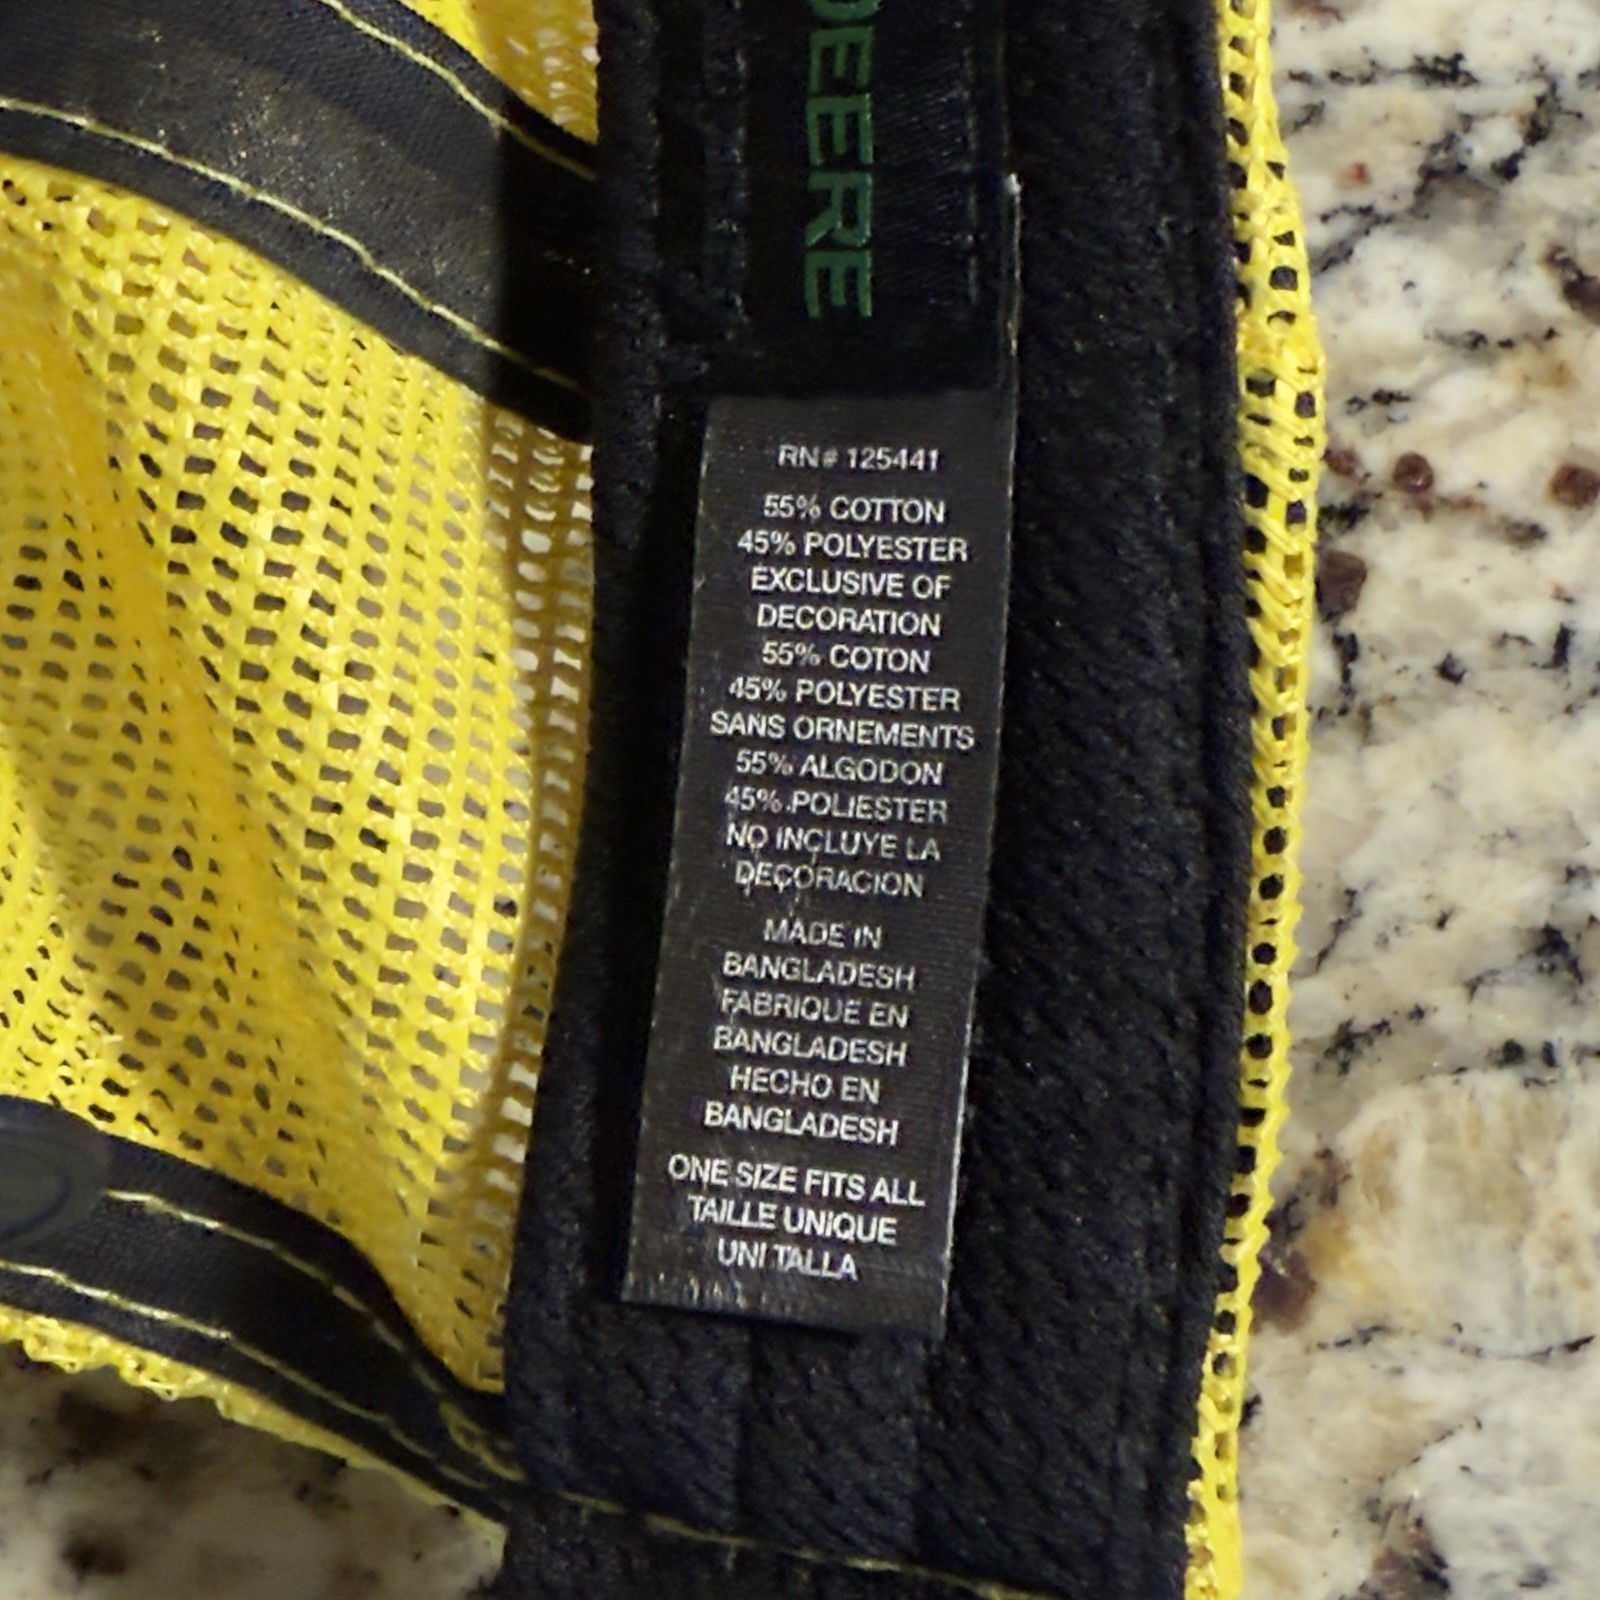 DEERE
RN# 125441
55% COTTON
45% POLYESTER
EXCLUSIVE OF
DECORATION
55% COTON
45% POLYESTER
SANS ORNEMENTS
55% ALGODON
45% POLIESTER
NO INCLUYE LA
DECORACION
MADE IN
BANGLADESH
FABRIQUE EN
BANGLADESH
HECHO EN
BANGLADESH
ONE SIZE FITS ALL
TAILLE UNIQUE
UNI TALLA